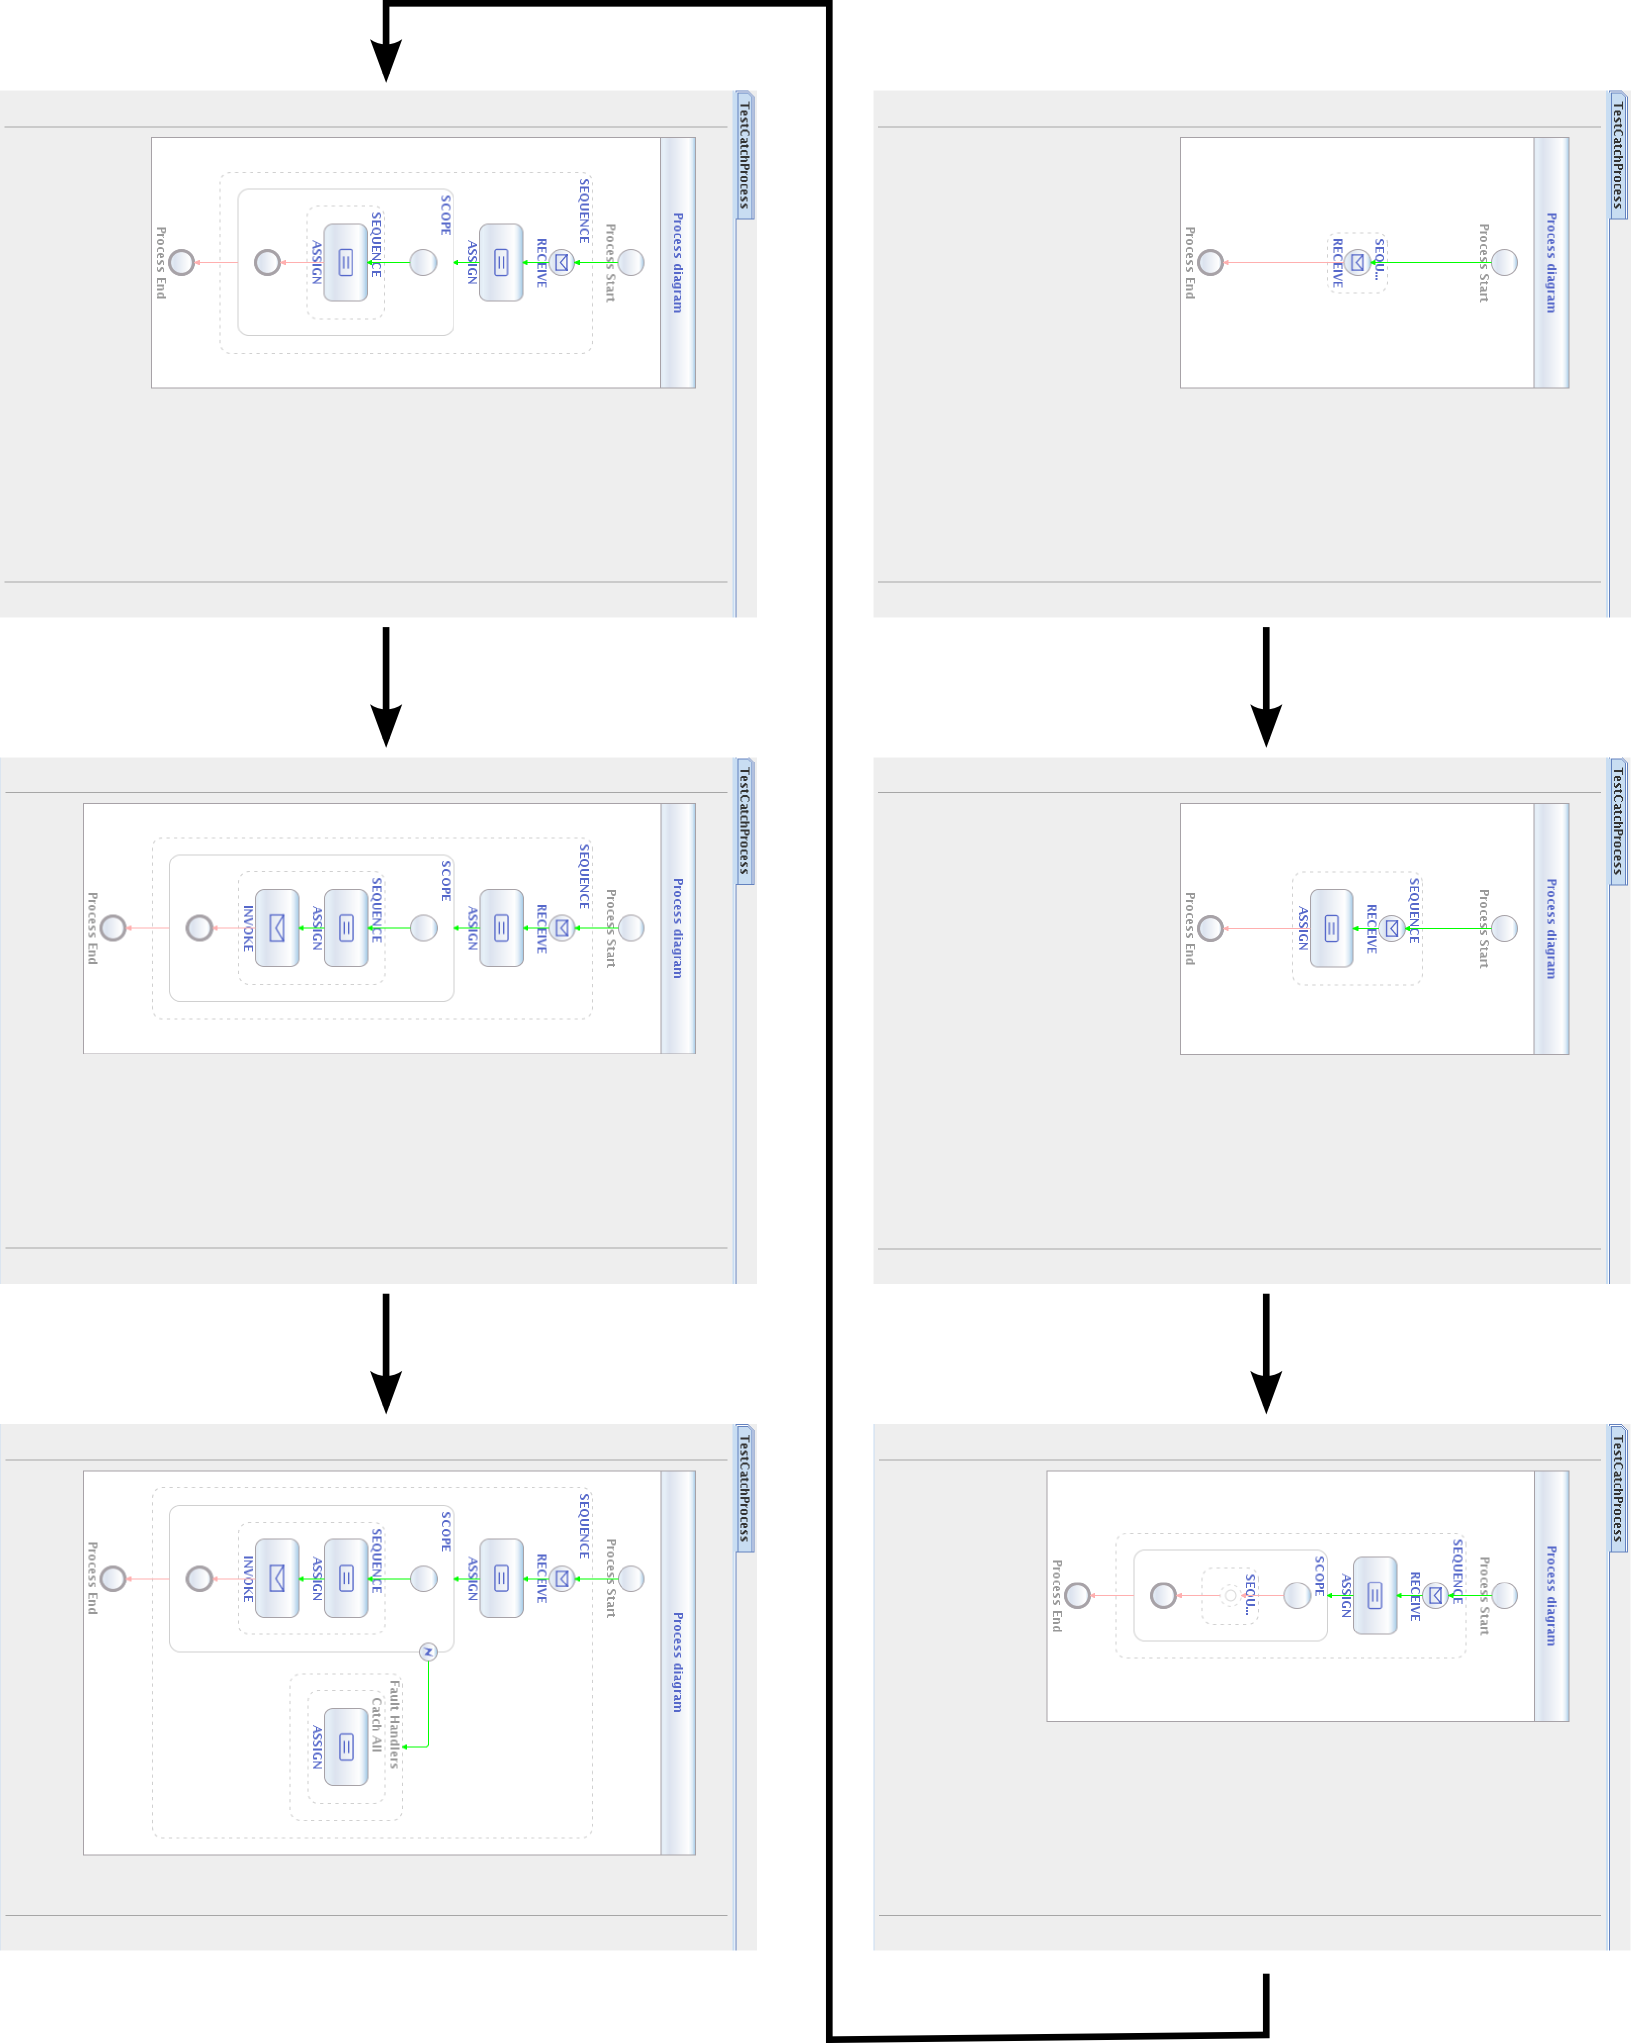 TestCatchProcess
Process diagram
Process Start
SEQU...
RECEIVE
Process End
TestCatchProcess
Process diagram
Process Start
SEQUENCE
RECEIVE
ASSIGN
Process End
TestCatchProcess
Process diagram
Process Start
SEQUENCE
RECEIVE
ASSIGN
SCOPE
SEQU...
Process End
TestCatchProcess
Process diagram
Process Start
SEQUENCE
RECEIVE
ASSIGN
SCOPE
SEQUENCE
ASSIGN
Process End
TestCatchProcess
Process diagram
Process Start
SEQUENCE
RECEIVE
ASSIGN
SCOPE
SEQUENCE
ASSIGN
INVOKE
Process End
TestCatchProcess
Process diagram
Process Start
SEQUENCE
RECEIVE
ASSIGN
SCOPE
SEQUENCE
ASSIGN
INVOKE
Fault Handlers
Catch All
ASSIGN
Process End